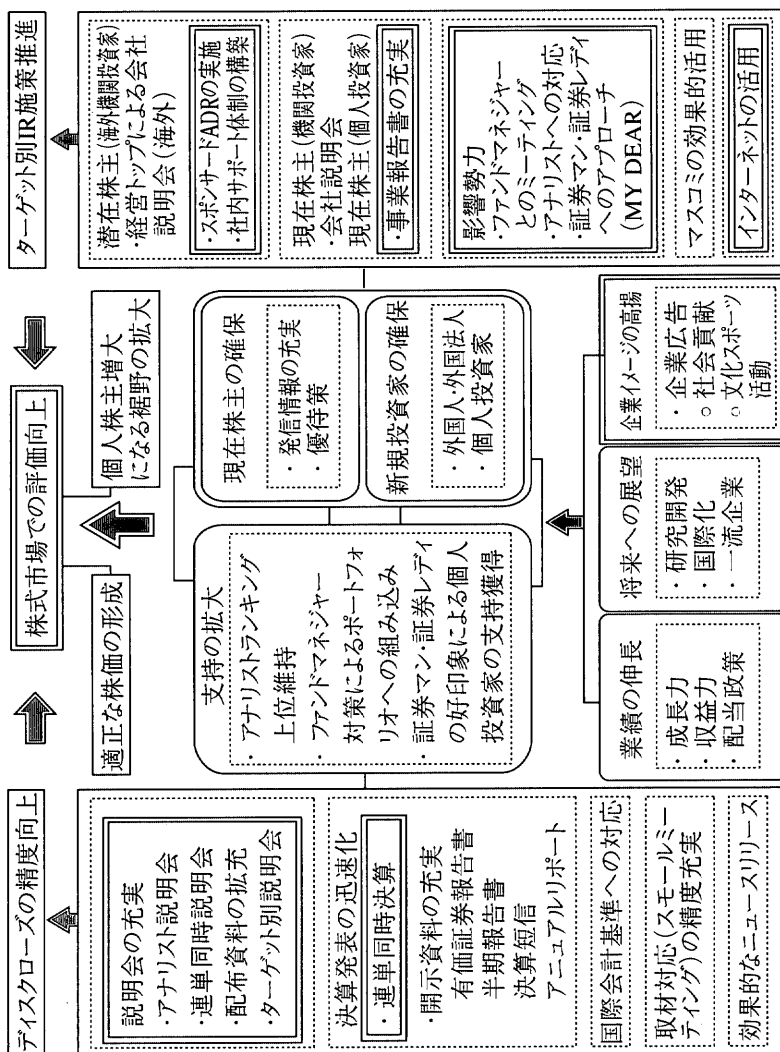 ディスクローズの精度向上
説明会の充実
・アナリスト説明会
・連単同時説明会
・配布資料の拡充
・ターゲット別説明会
決算発表の迅速化
・連単同時決算
・開示資料の充実
有価証券報告書
半期報告書
決算短信
アニュアルリポート
国際会計基準への対応
取材対応(スモールミー
ティング)の精度充実
効果的なニュースリリース
株式市場での評価向上
適正な株価の形成
個人株主増大
になる裾野の拡大
支持の拡大
・アナリストランキング
上位維持
・ファンドマネジャー
対策によるポートフォ
リオへの組み込み
・証券マン・証券レディ
の好印象による個人
投資家の支持獲得
現在株主の確保
・発信情報の充実
・優待策
新規投資家の確保
・外国人・外国法人
・個人投資家
業績の伸長
・成長力
・収益力
・配当政策
将来への展望
・研究開発
・国際化
・一流企業
企業イメージの高揚
・企業広告
○社会貢献
○文化スポーツ
活動
ターゲット別IR施策推進
潜在株主(海外機関投資家)
・経営トップによる会社
説明会(海外)
・スポンサードADRの実施
・社内サポート体制の構築
現在株主(機関投資家)
・会社説明会
現在株主(個人投資家)
・事業報告書の充実
影響勢力
・ファンドマネジャー
とのミーティング
・アナリストへの対応
・証券マン・証券レディ
へのアプローチ
(MY DEAR)
マスコミの効果的活用
インターネットの活用